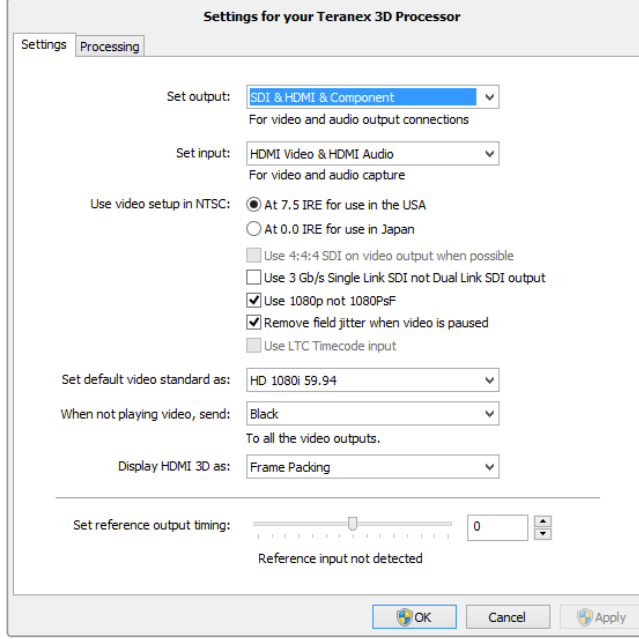 Settings for your Teranex 3D Processor
Settings Processing
Set output: SDI & HDMI & Component
For video and audio output connections
Set input: HDMI Video & HDMI Audio
For video and audio capture
Use video setup in NTSC: At 7.5 IRE for use in the USA
At 0.0 IRE for use in Japan
Use 4:4:4 SDI on video output when possible
Use 3 Gb/s Single Link SDI not Dual Link SDI output
Use 1080p not 1080PsF
Remove field jitter when video is paused
Use LTC Timecode input
Set default video standard as: HD 1080i 59.94
When not playing video, send: Black
To all the video outputs.
Display HDMI 3D as: Frame Packing
Set reference output timing: 0
Reference input not detected
OK Cancel Apply